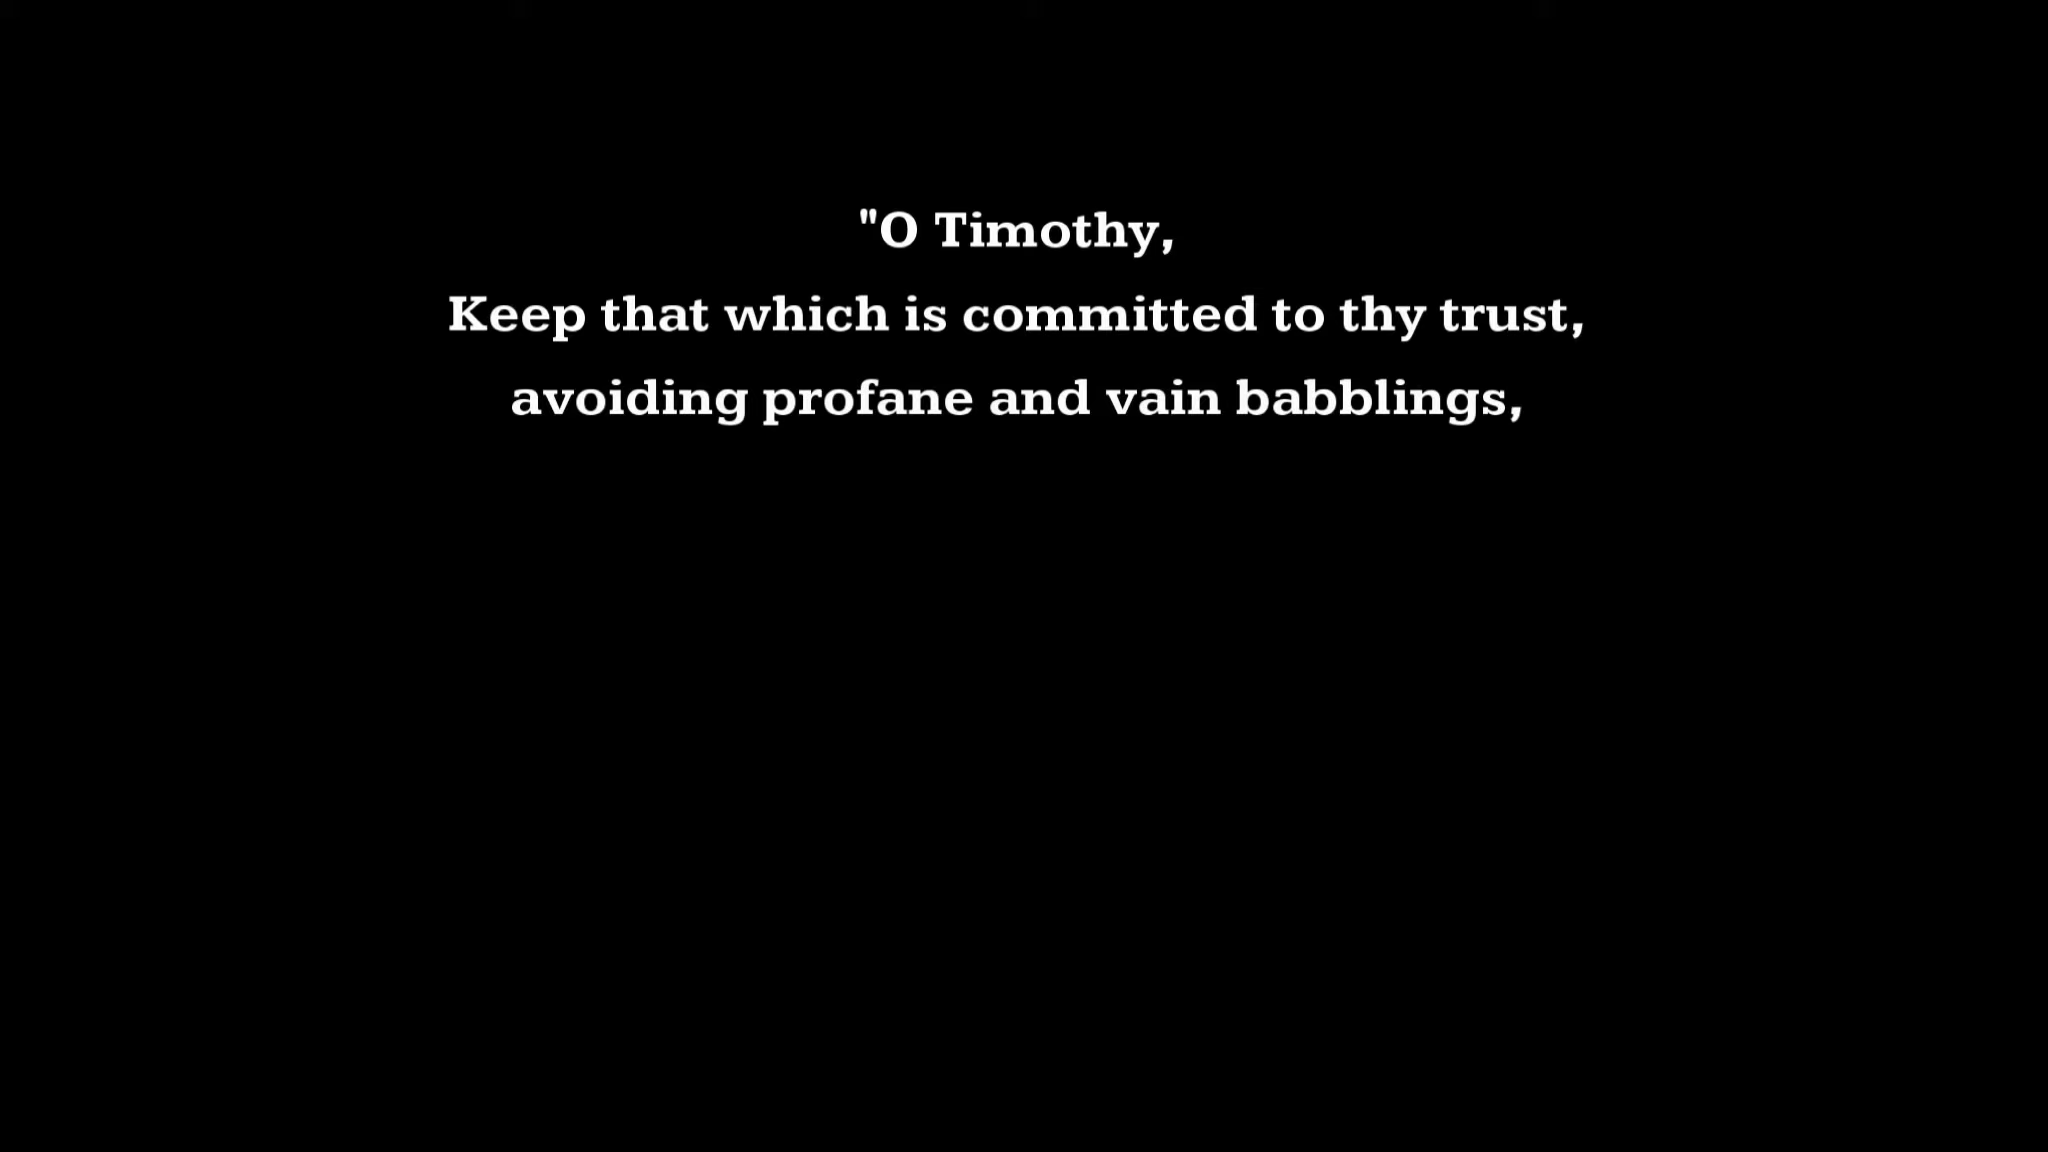 "O Timothy,
Keep that which is committed to thy trust,
avoiding profane and vain babblings,